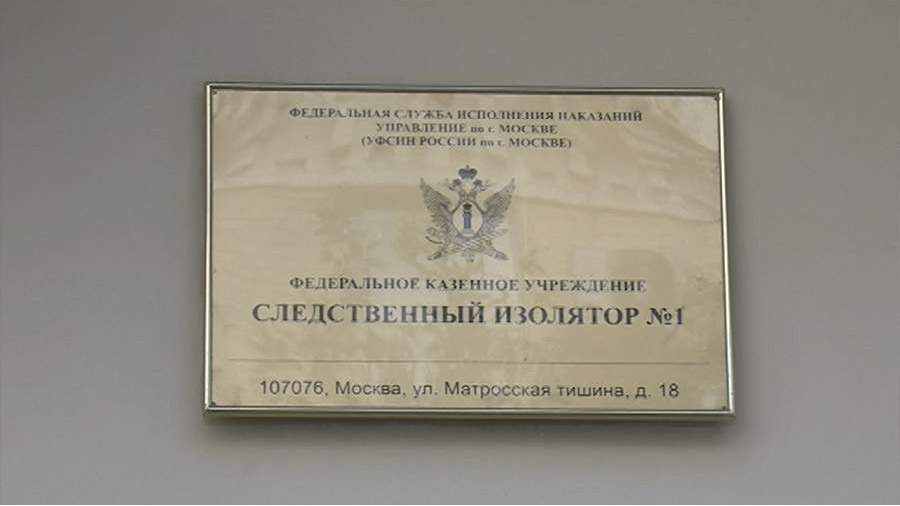 ФЕДЕРАЛЬНАЯ СЛУЖБА ИСПОЛНЕНИЯ НАКАЗАНИЙ
УПРАВЛЕНИЕ по г. МОСКВЕ
(УФСИН РОССИИ по г. МОСКВЕ)
ФЕДЕРАЛЬНОЕ КАЗЕННОЕ УЧРЕЖДЕНИЕ
СЛЕДСТВЕННЫЙ ИЗОЛЯТОР №1
107076, Москва, ул. Матросская тишина, д. 18